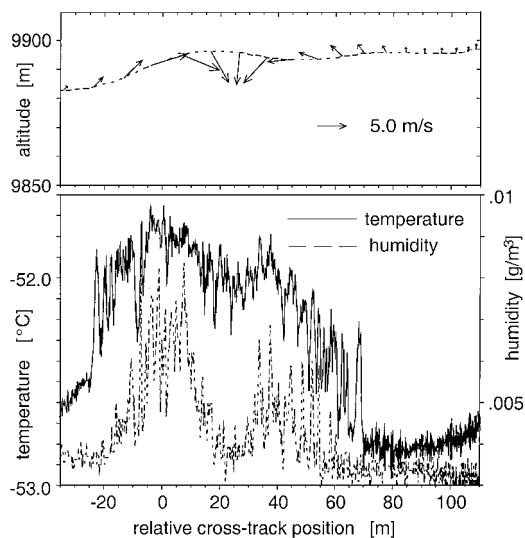 9900
altitude [m]
5.0 m/s
9850
.01
temperature
humidity
-52.0
temperature [°C]
humidity [g/m³]
.005
-53.0
-20 0 20 40 60 80 100
relative cross-track position [m]